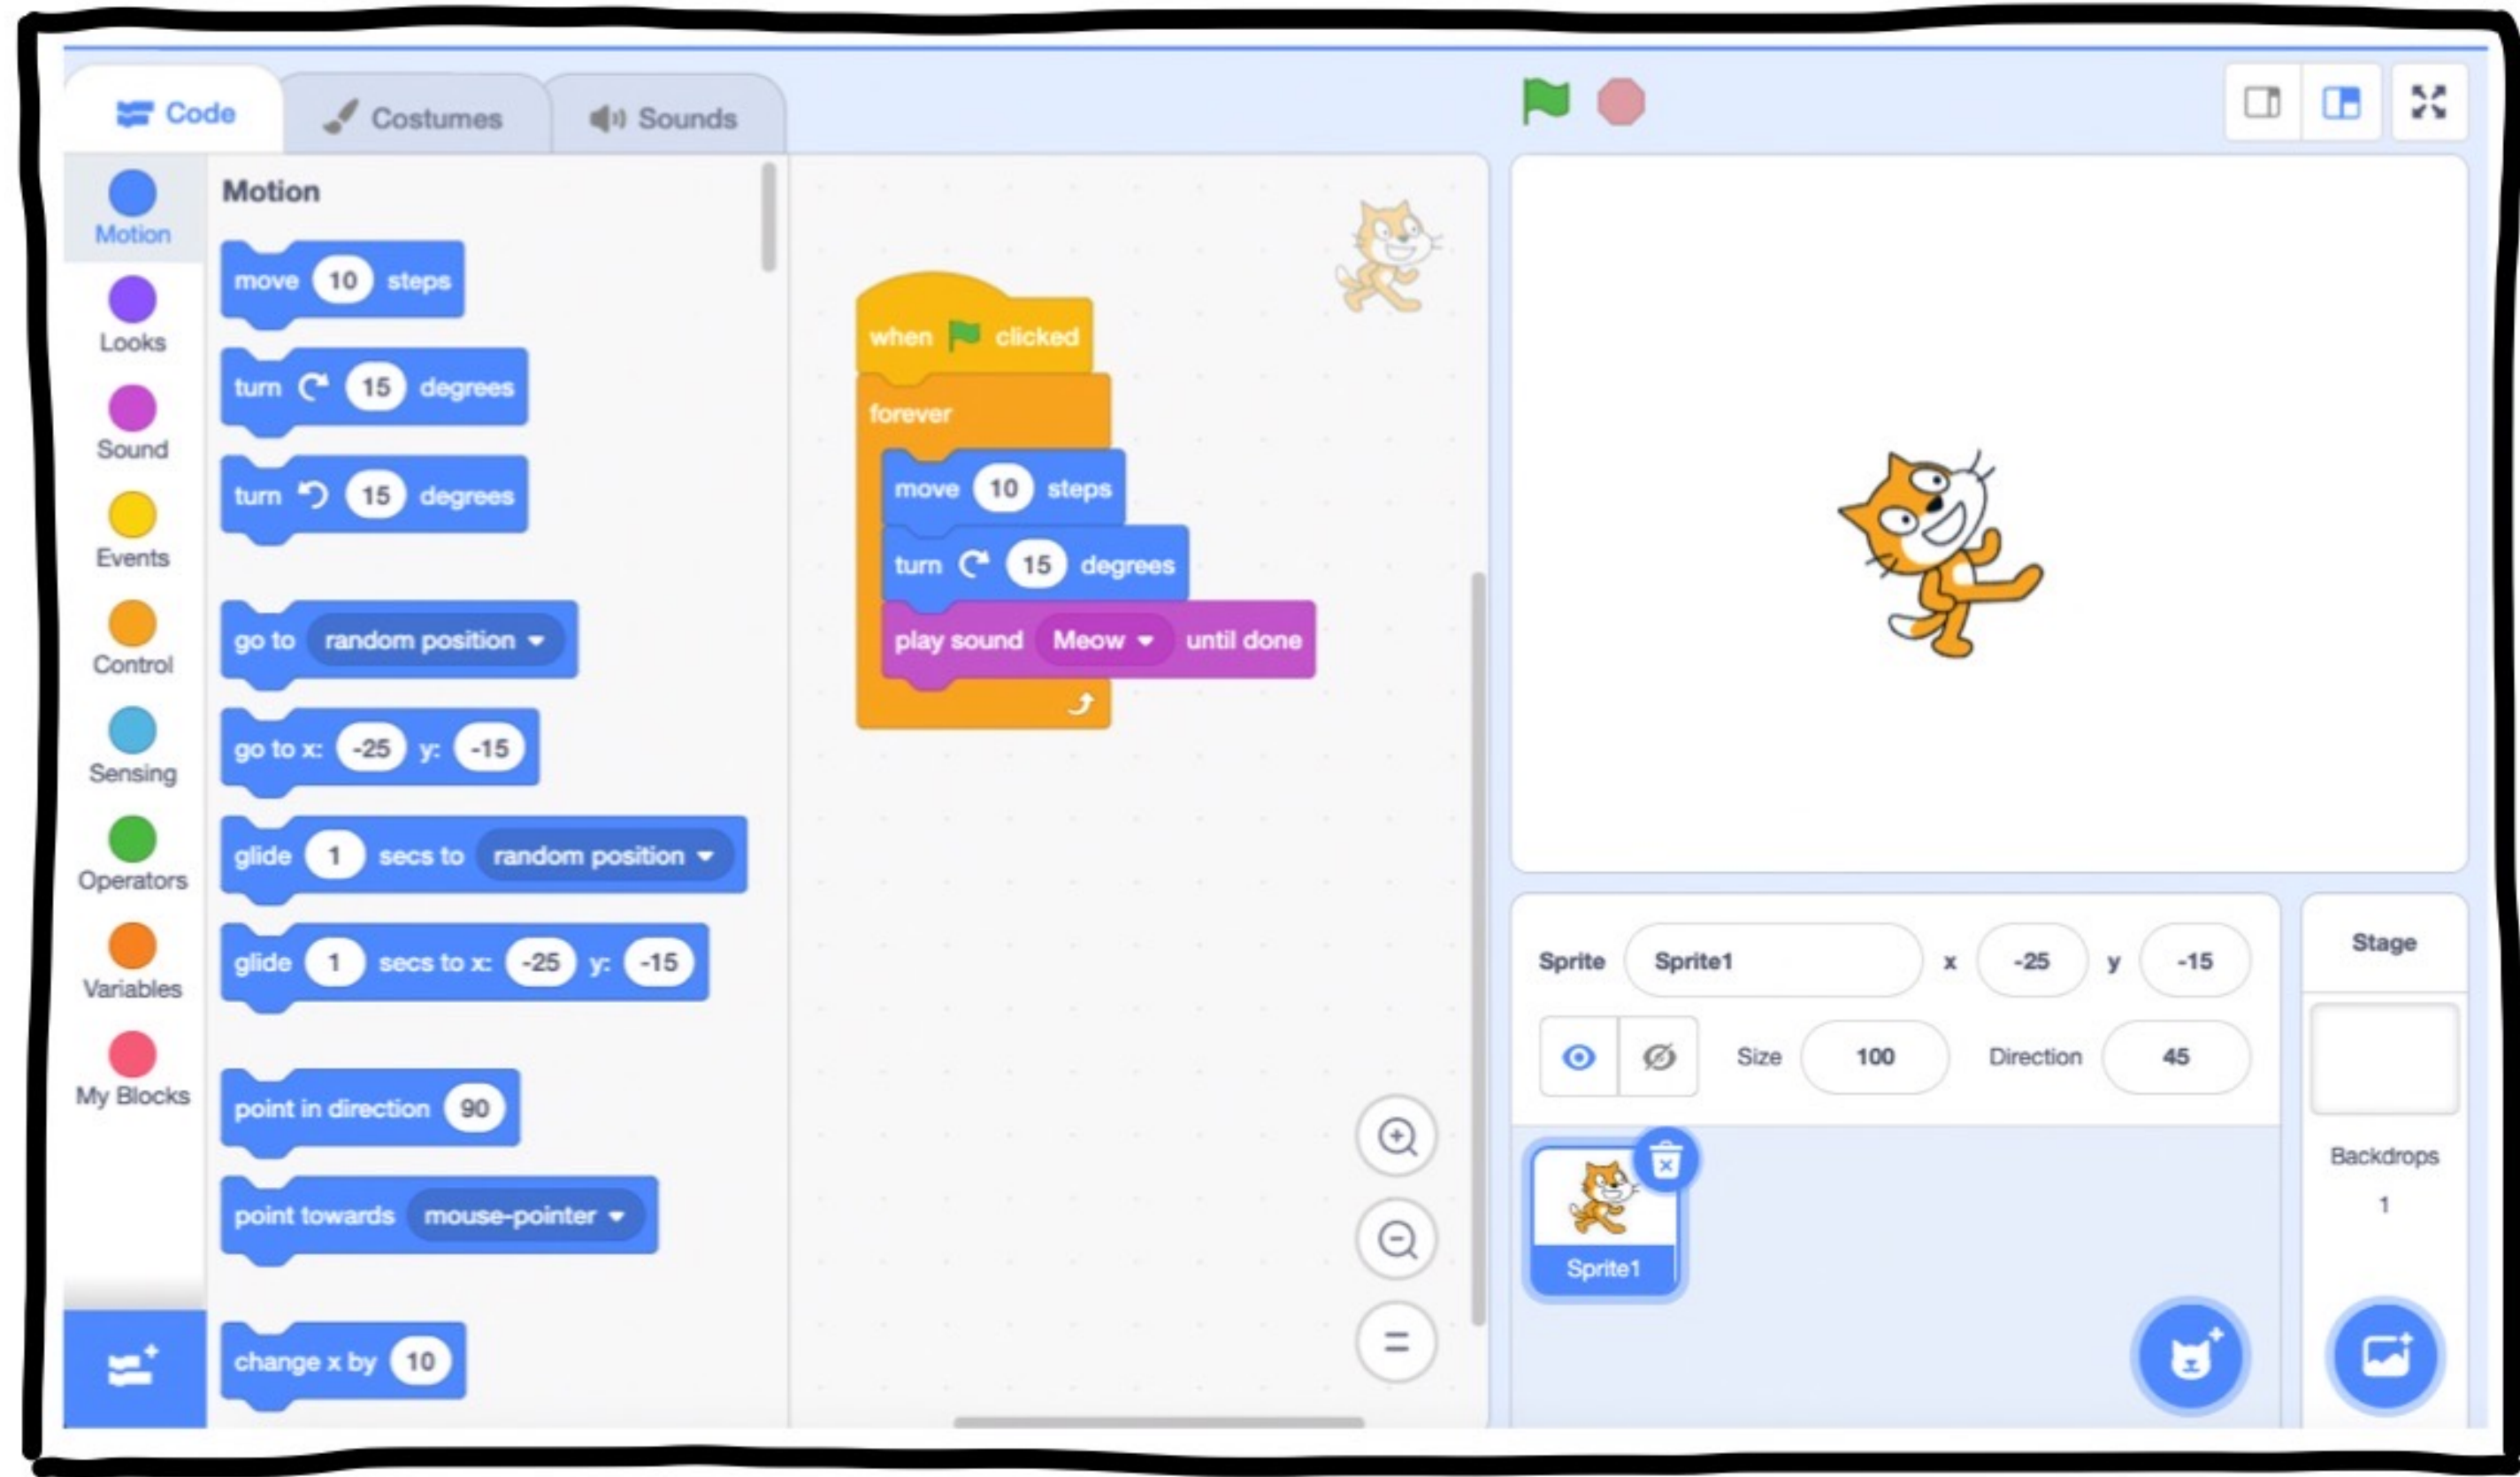 Code
Costumes
Sounds
Motion
Looks
Sound
Events
Control
Sensing
Operators
Variables
My Blocks
Motion
move 10 steps
turn 15 degrees
turn 15 degrees
go to random position
go to x: -25 y: -15
glide 1 secs to random position
glide 1 secs to x: -25 y: -15
point in direction 90
point towards mouse-pointer
change x by 10
when clicked
forever
move 10 steps
turn 15 degrees
play sound Meow until done
Sprite Sprite1 x -25 y -15
Size 100 Direction 45
Sprite1
Stage
Backdrops
1